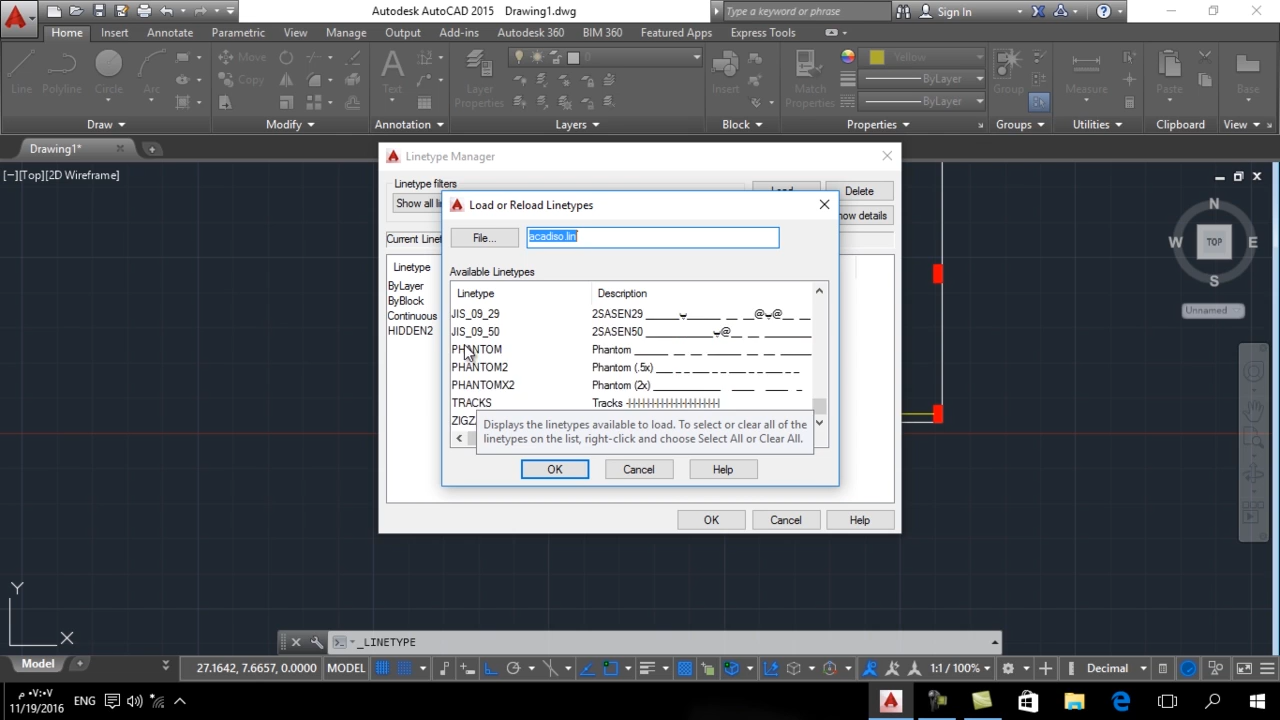 Autodesk AutoCAD 2015 Drawing1.dwg
Type a keyword or phrase
Sign In
Home Insert Annotate Parametric View Manage Output Add-ins Autodesk 360 BIM 360 Featured Apps Express Tools
Line Polyline Circle Arc
Move
Copy
Text
Layer Properties
0
Insert
Match Properties
Yellow
ByLayer
ByLayer
Group
Measure
Paste
Base
Draw Modify Annotation Layers Block Properties Groups Utilities Clipboard View
Drawing1*
[−][Top][2D Wireframe]
Linetype Manager
Linetype filters
Show all li
Load...
Delete
how details
Current Linet
Linetype
ByLayer
ByBlock
Continuous
HIDDEN2
Load or Reload Linetypes
File...
acadiso.lin
Available Linetypes
Linetype Description
JIS_09_29 2SASEN29
JIS_09_50 2SASEN50
PHANTOM Phantom
PHANTOM2 Phantom (.5x)
PHANTOMX2 Phantom (2x)
TRACKS Tracks
ZIGZ
Displays the linetypes available to load. To select or clear all of the
linetypes on the list, right-click and choose Select All or Clear All.
OK Cancel Help
OK Cancel Help
N
W TOP E
S
Unnamed
Y
X
_LINETYPE
Model
27.1642, 7.6657, 0.0000 MODEL
1:1 / 100%
Decimal
ENG
11/19/2016